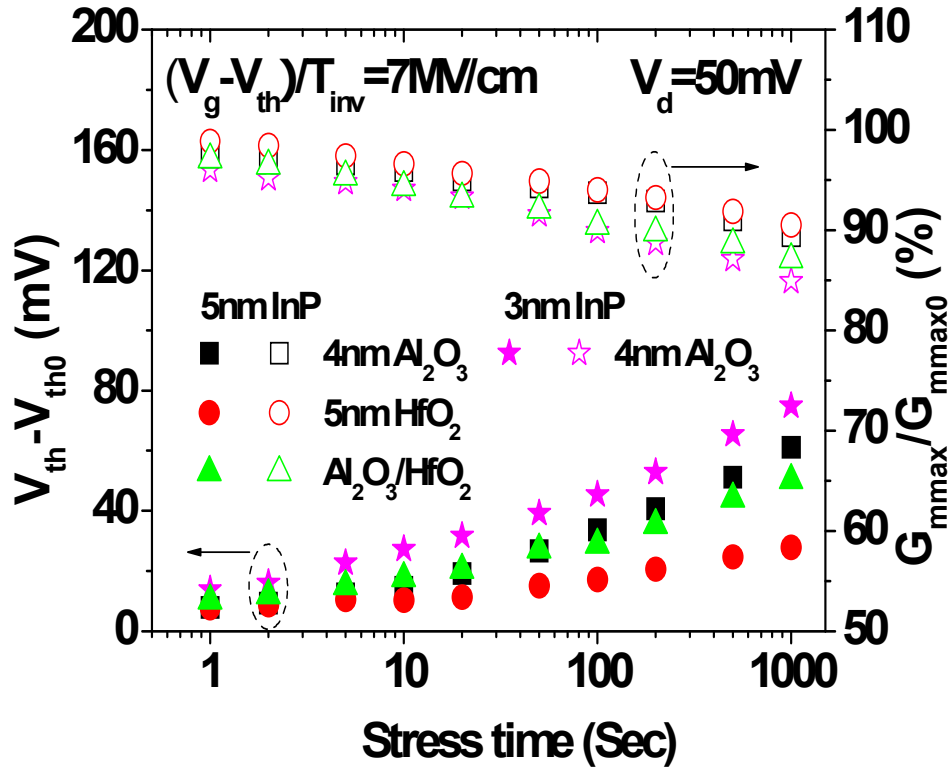 (Vg-Vth)/Tinv=7MV/cm Vd=50mV
200
160
120
80
40
0
Vth-Vth0 (mV)
5nm InP 3nm InP
4nm Al2O3 4nm Al2O3
5nm HfO2
Al2O3/HfO2
110
100
90
80
70
60
50
Gmmax/Gmmax0 (%)
1 10 100 1000
Stress time (Sec)